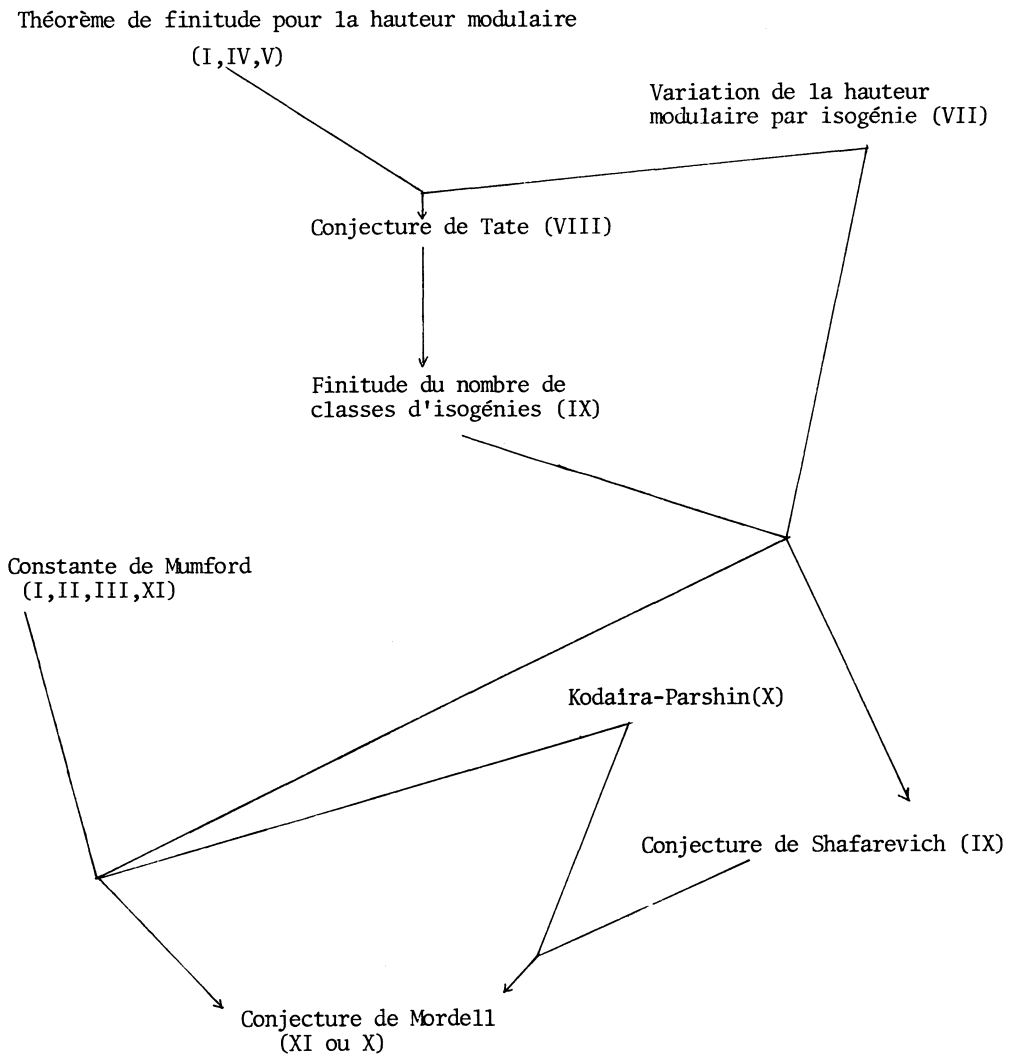 Théorème de finitude pour la hauteur modulaire
(I,IV,V)
Variation de la hauteur
modulaire par isogénie (VII)
Conjecture de Tate (VIII)
Finitude du nombre de
classes d'isogénies (IX)
Constante de Mumford
(I,II,III,XI)
Kodaira-Parshin(X)
Conjecture de Shafarevich (IX)
Conjecture de Mordell
(XI ou X)